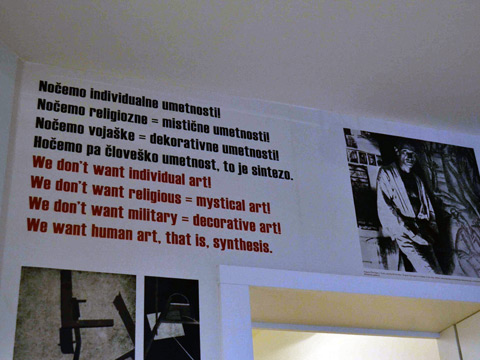 Nočemo individualne umetnosti!
Nočemo religiozne = mistične umetnosti!
Nočemo vojaške = dekorativne umetnosti!
Hočemo pa človeško umetnost, to je sintezo.
We don't want individual art!
We don't want religious = mystical art!
We don't want military = decorative art!
We want human art, that is, synthesis.